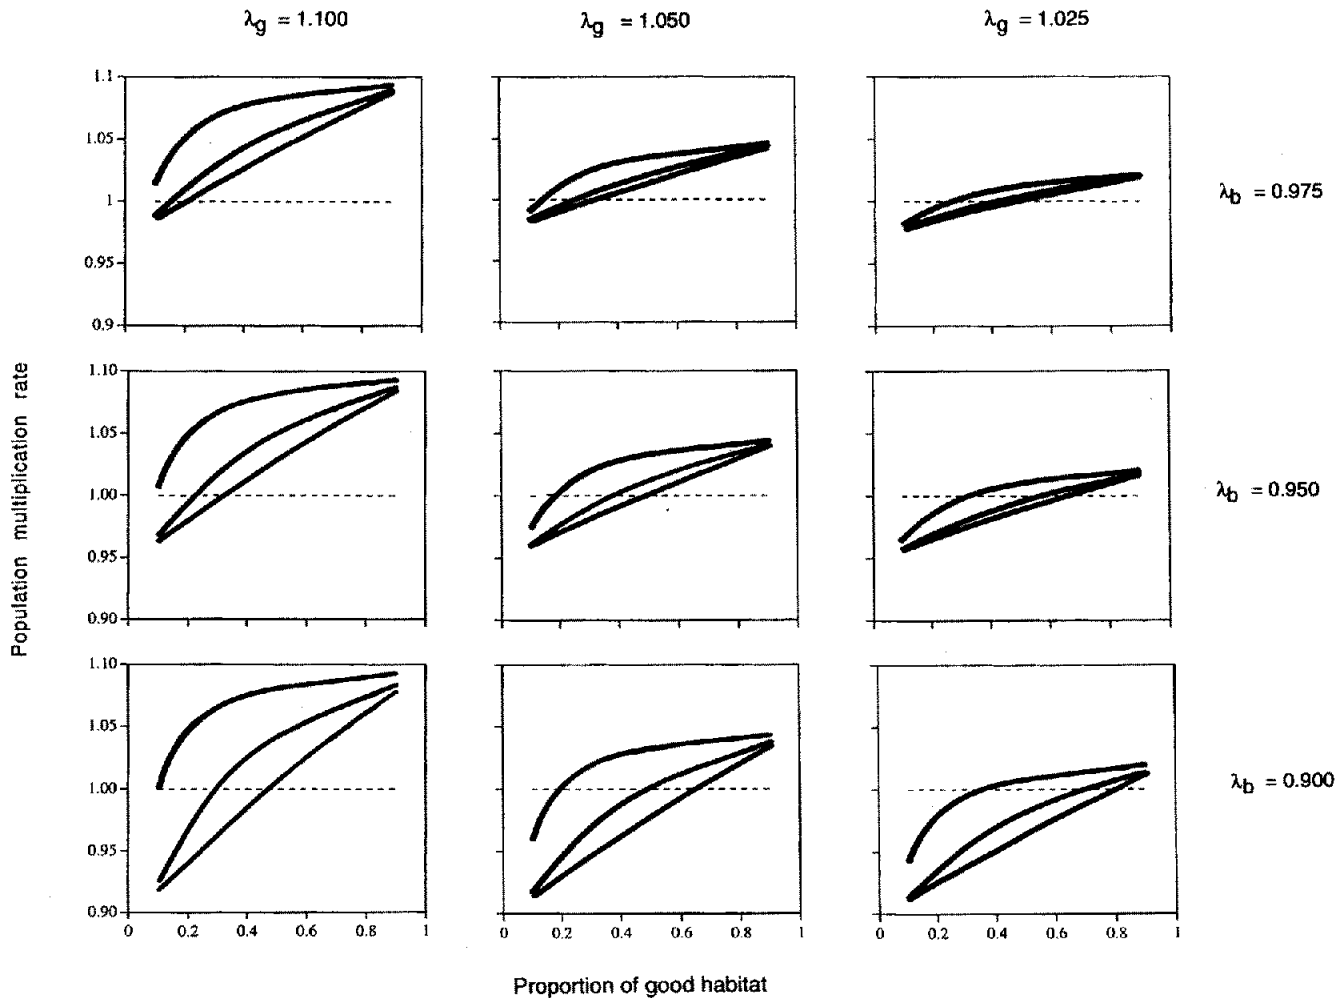 λg = 1.100
λg = 1.050
λg = 1.025
1.1
1.05
1
0.95
0.9
λb = 0.975
1.10
1.05
1.00
0.95
0.90
λb = 0.950
1.10
1.05
1.00
0.95
0.90
λb = 0.900
0 0.2 0.4 0.6 0.8 1
0 0.2 0.4 0.6 0.8 1
0 0.2 0.4 0.6 0.8 1
Population multiplication rate
Proportion of good habitat